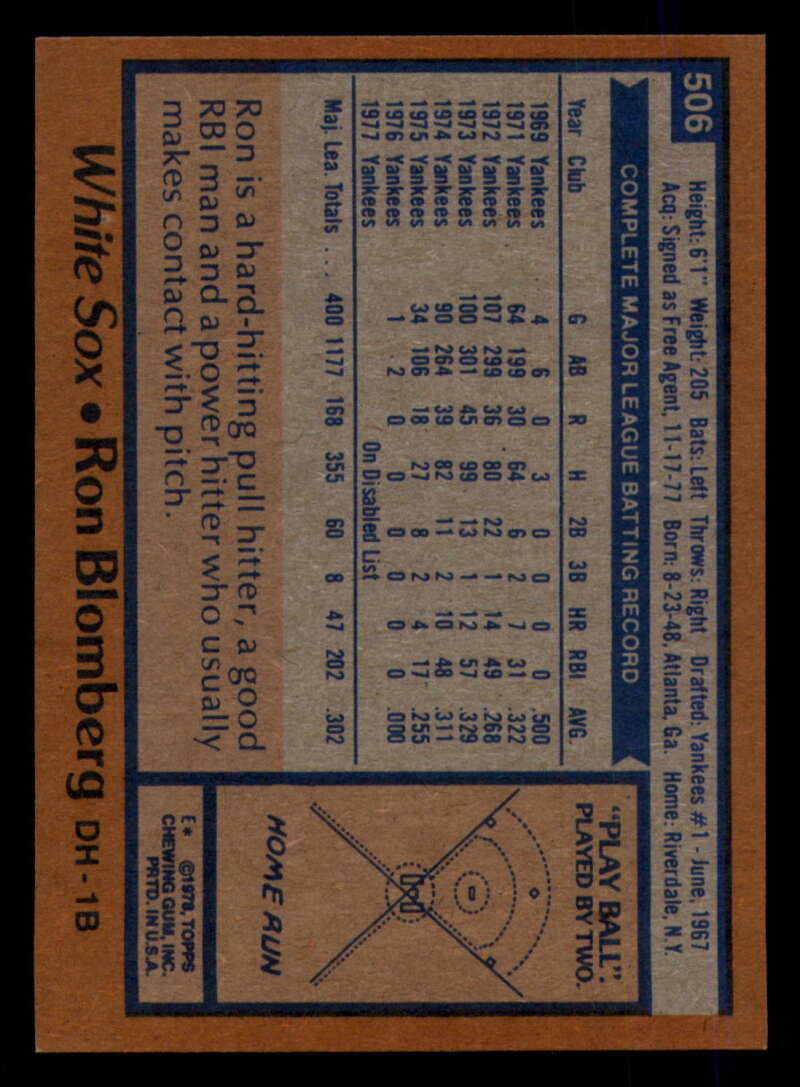 506
Height: 6'1" Weight: 205 Bats: Left Throws: Right Drafted: Yankees #1 - June, 1967
Acq: Signed as Free Agent, 11-17-77 Born: 8-23-48, Atlanta, Ga. Home: Riverdale, N.Y.
COMPLETE MAJOR LEAGUE BATTING RECORD
Year Club G AB R H 2B 3B HR RBI AVG.
1969 Yankees 4 6 0 3 0 0 0 0 .500
1971 Yankees 64 199 30 64 6 2 7 31 .322
1972 Yankees 107 299 36 80 22 1 14 49 .268
1973 Yankees 100 301 45 99 13 1 12 57 .329
1974 Yankees 90 264 39 82 11 2 10 48 .311
1975 Yankees 34 106 18 27 8 2 4 17 .255
1976 Yankees 1 2 0 0 0 0 0 0 .000
1977 Yankees On Disabled List
Maj. Lea. Totals ... 400 1177 168 355 60 8 47 202 .302
Ron is a hard-hitting pull hitter, a good
RBI man and a power hitter who usually
makes contact with pitch.
"PLAY BALL".
PLAYED BY TWO.
HOME RUN
E* ©1978, TOPPS
CHEWING GUM, INC.
PRTD. IN U.S.A.
White Sox • Ron Blomberg DH-1B